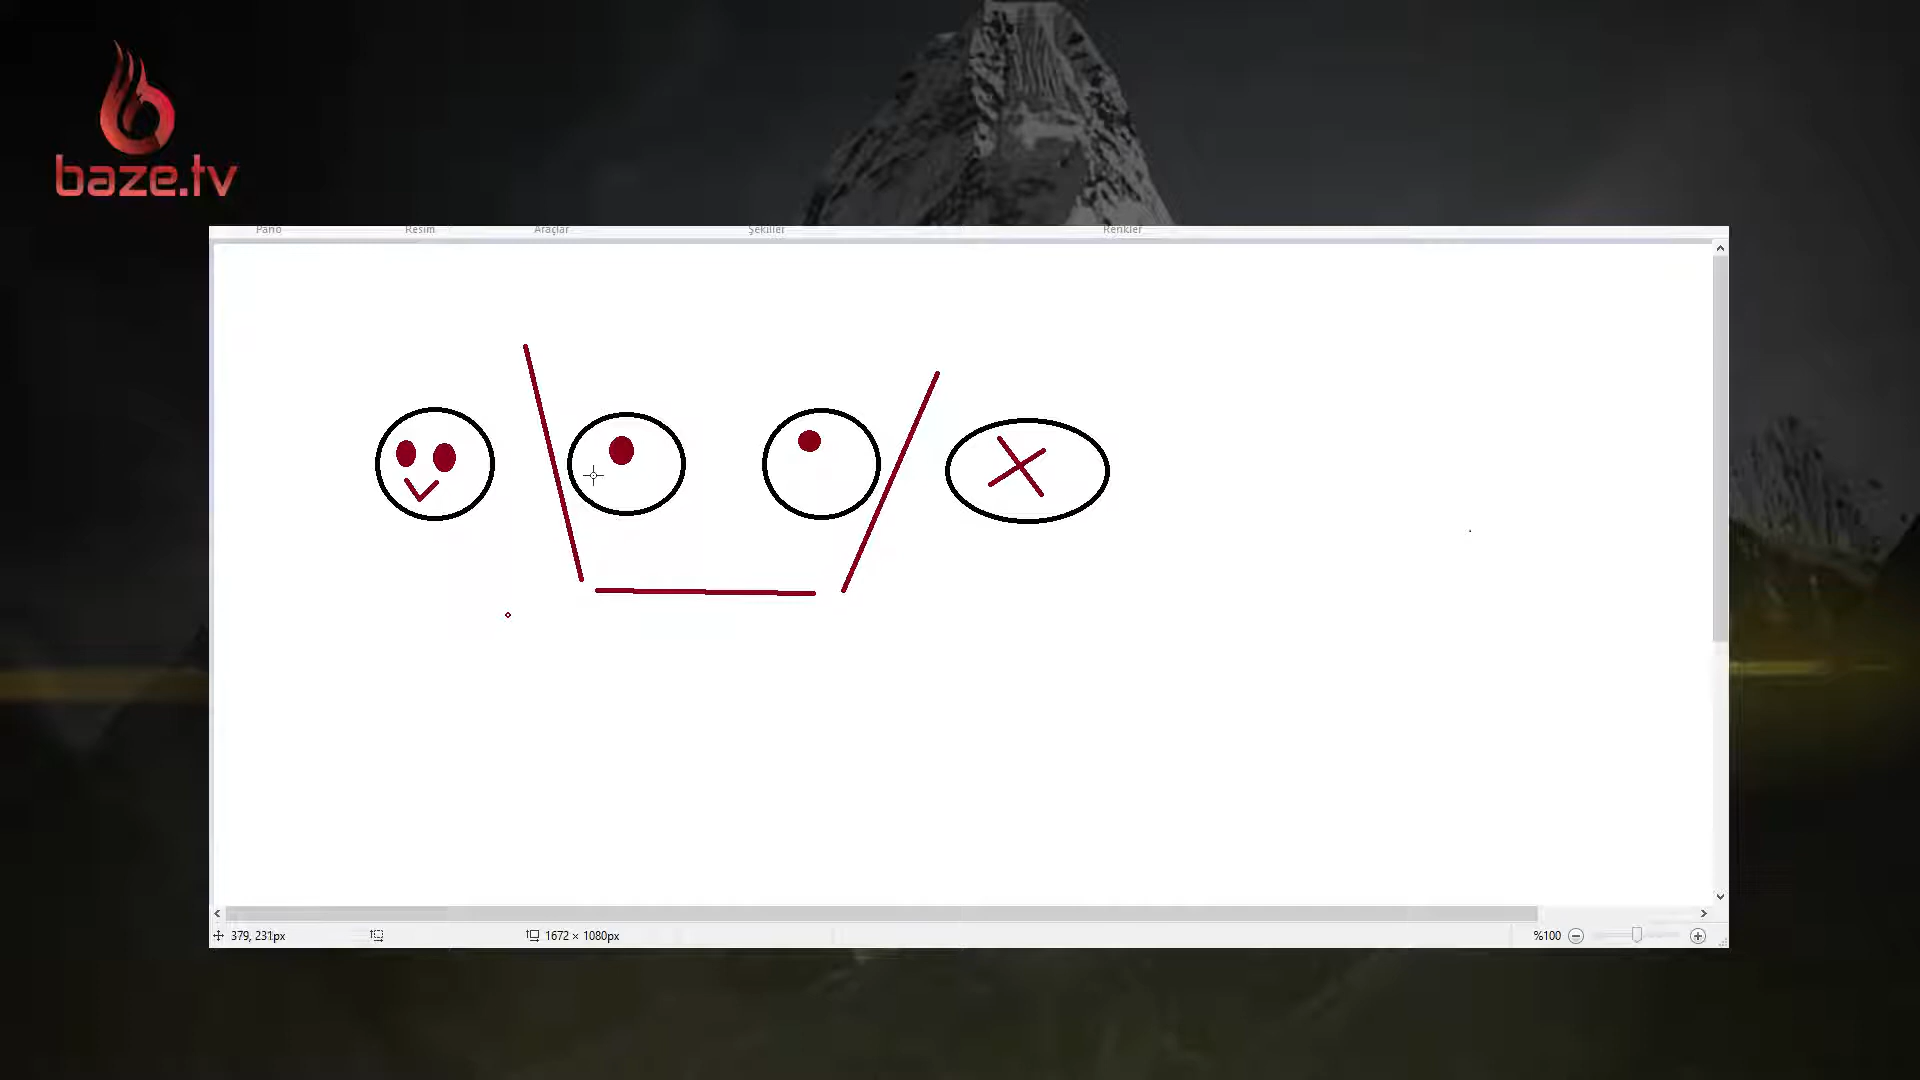 baze.tv
Pano Resim Araçlar Şekiller Renkler
379, 231px 1672 × 1080px %100